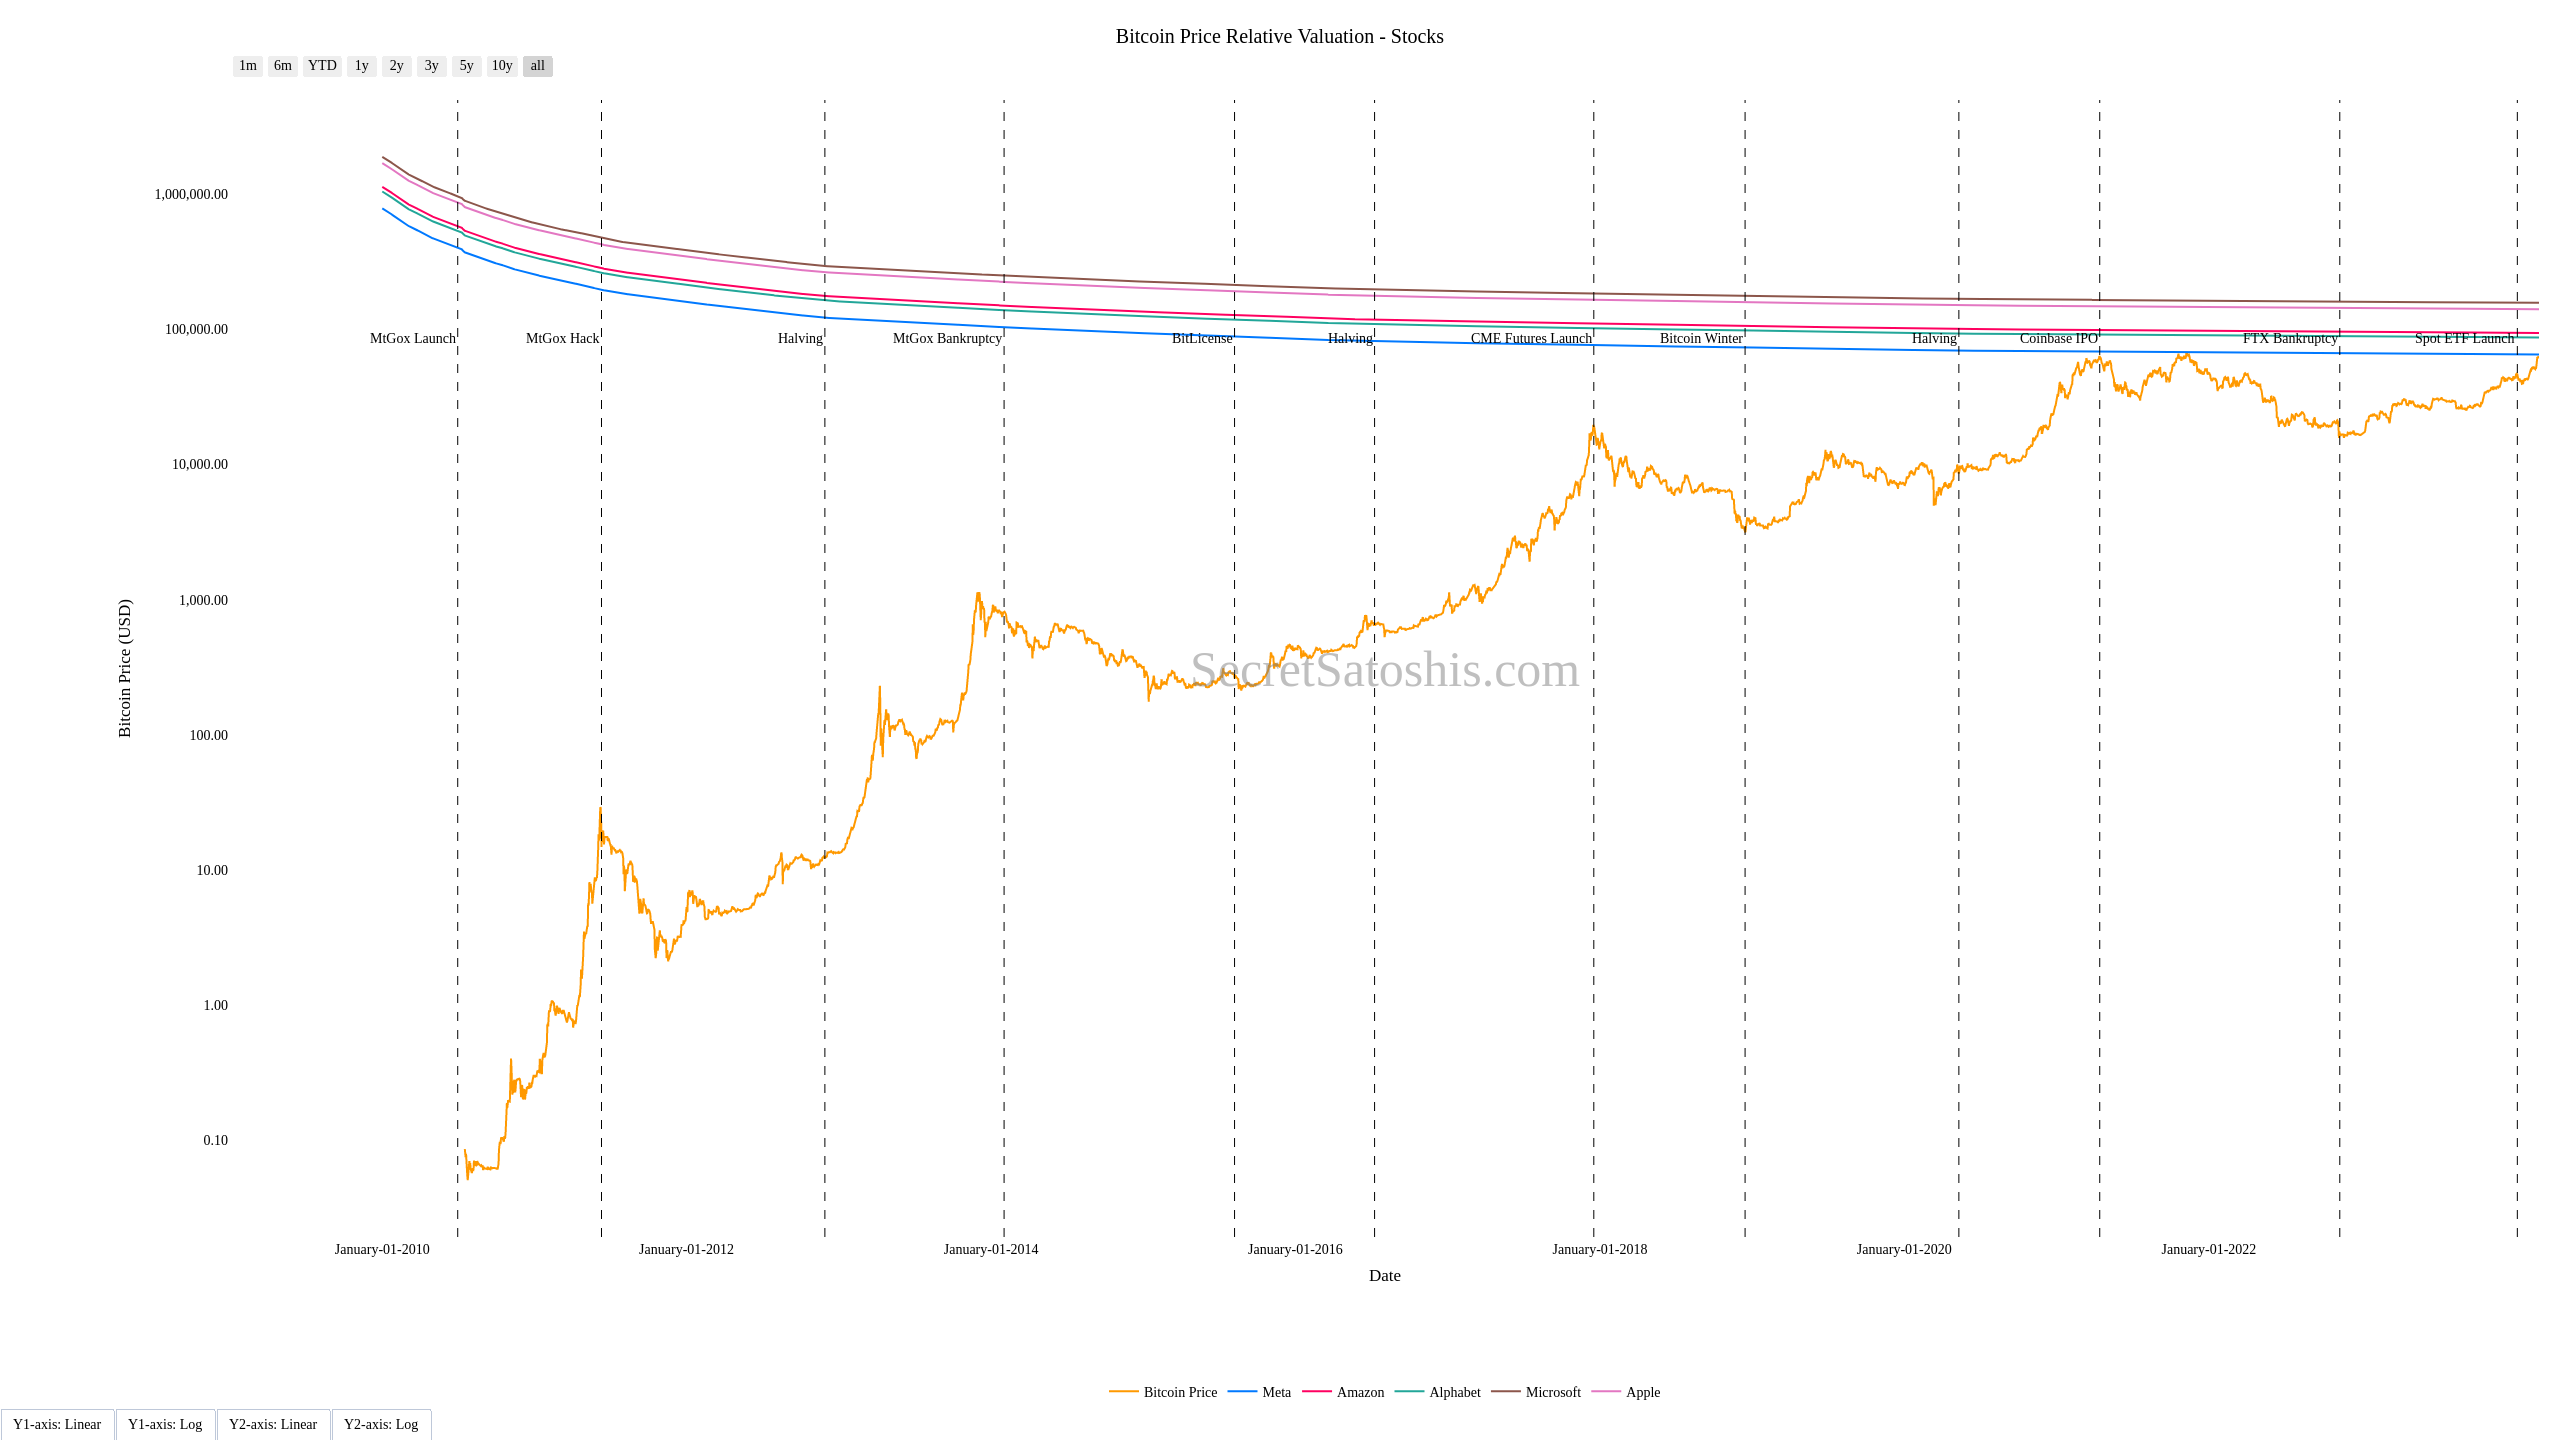 Bitcoin Price Relative Valuation - Stocks
1m 6m YTD 1y 2y 3y 5y 10y all
1,000,000.00
100,000.00
MtGox Launch MtGox Hack Halving MtGox Bankruptcy BitLicense Halving CME Futures Launch Bitcoin Winter Halving Coinbase IPO FTX Bankruptcy Spot ETF Launch
10,000.00
1,000.00
Bitcoin Price (USD)
SecretSatoshis.com
100.00
10.00
1.00
0.10
January-01-2010 January-01-2012 January-01-2014 January-01-2016 January-01-2018 January-01-2020 January-01-2022
Date
Bitcoin Price Meta Amazon Alphabet Microsoft Apple
Y1-axis: Linear Y1-axis: Log Y2-axis: Linear Y2-axis: Log